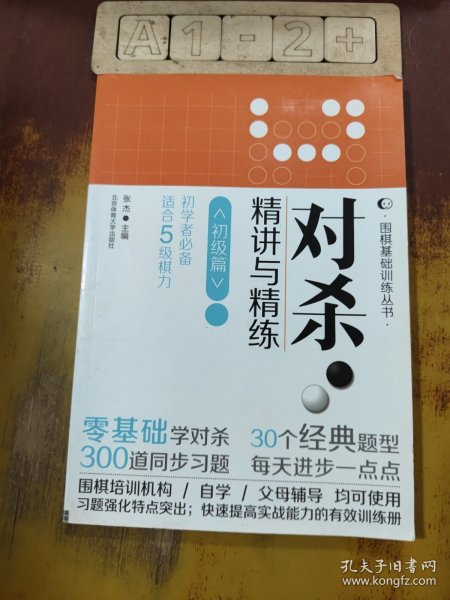 A 1 - 2 +
·围棋基础训练丛书·
对杀
精讲与精练
<初级篇>
初学者必备
适合5级棋力
张杰●主编
北京体育大学出版社
零基础学对杀
300道同步习题
30个经典题型
每天进步一点点
围棋培训机构 / 自学 / 父母辅导 均可使用
习题强化特点突出；快速提高实战能力的有效训练册
孔夫子旧书网
www.kongfz.com